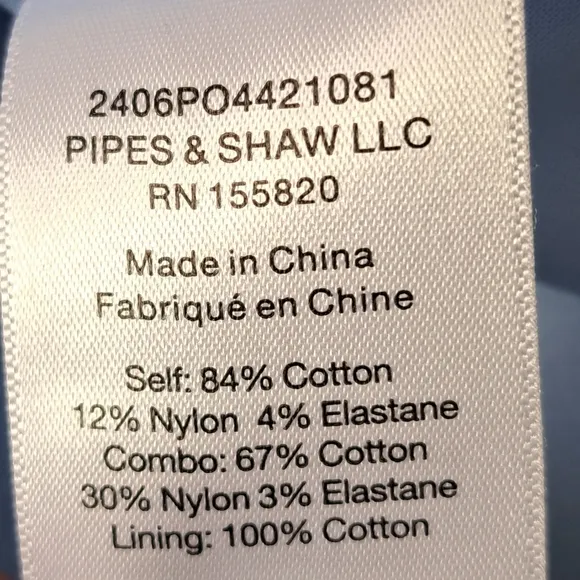 2406PO4421081
PIPES & SHAW LLC
RN 155820
Made in China
Fabriqué en Chine
Self: 84% Cotton
12% Nylon 4% Elastane
Combo: 67% Cotton
30% Nylon 3% Elastane
Lining: 100% Cotton